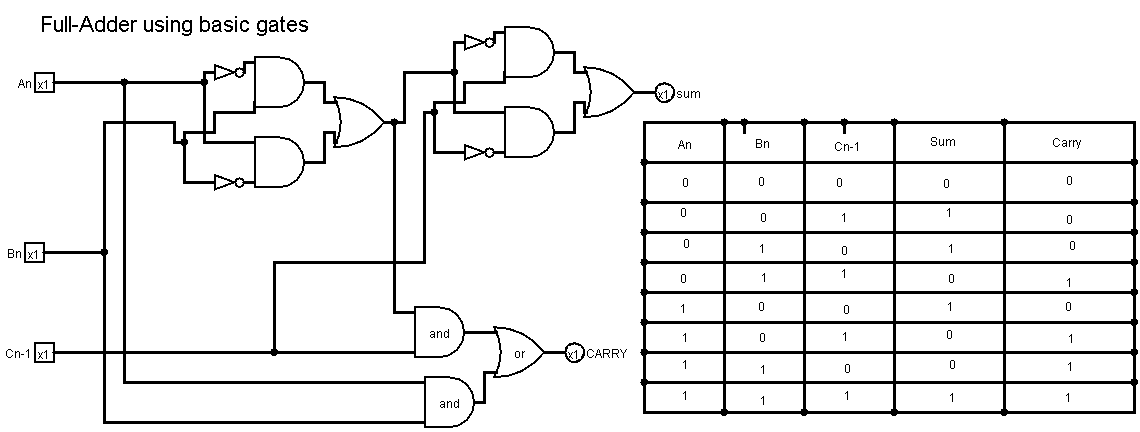 Full-Adder using basic gates
An x1
x1 sum
An Bn Cn-1 Sum Carry
0 0 0 0 0
0 0 1 1 0
0 1 0 1 0
0 1 1 0 1
1 0 0 1 0
1 0 1 0 1
1 1 0 0 1
1 1 1 1 1
Bn x1
and
Cn-1 x1
or
x1 CARRY
and